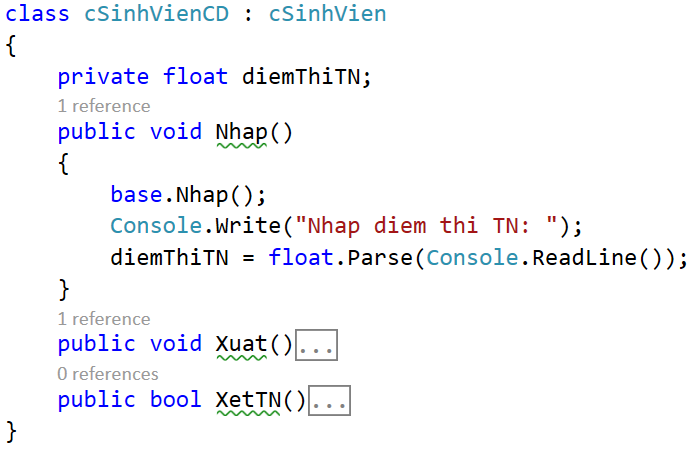 class cSinhVienCD : cSinhVien
{
private float diemThiTN;
1 reference
public void Nhap()
{
base.Nhap();
Console.Write("Nhap diem thi TN: ");
diemThiTN = float.Parse(Console.ReadLine());
}
1 reference
public void Xuat()...
0 references
public bool XetTN()...
}